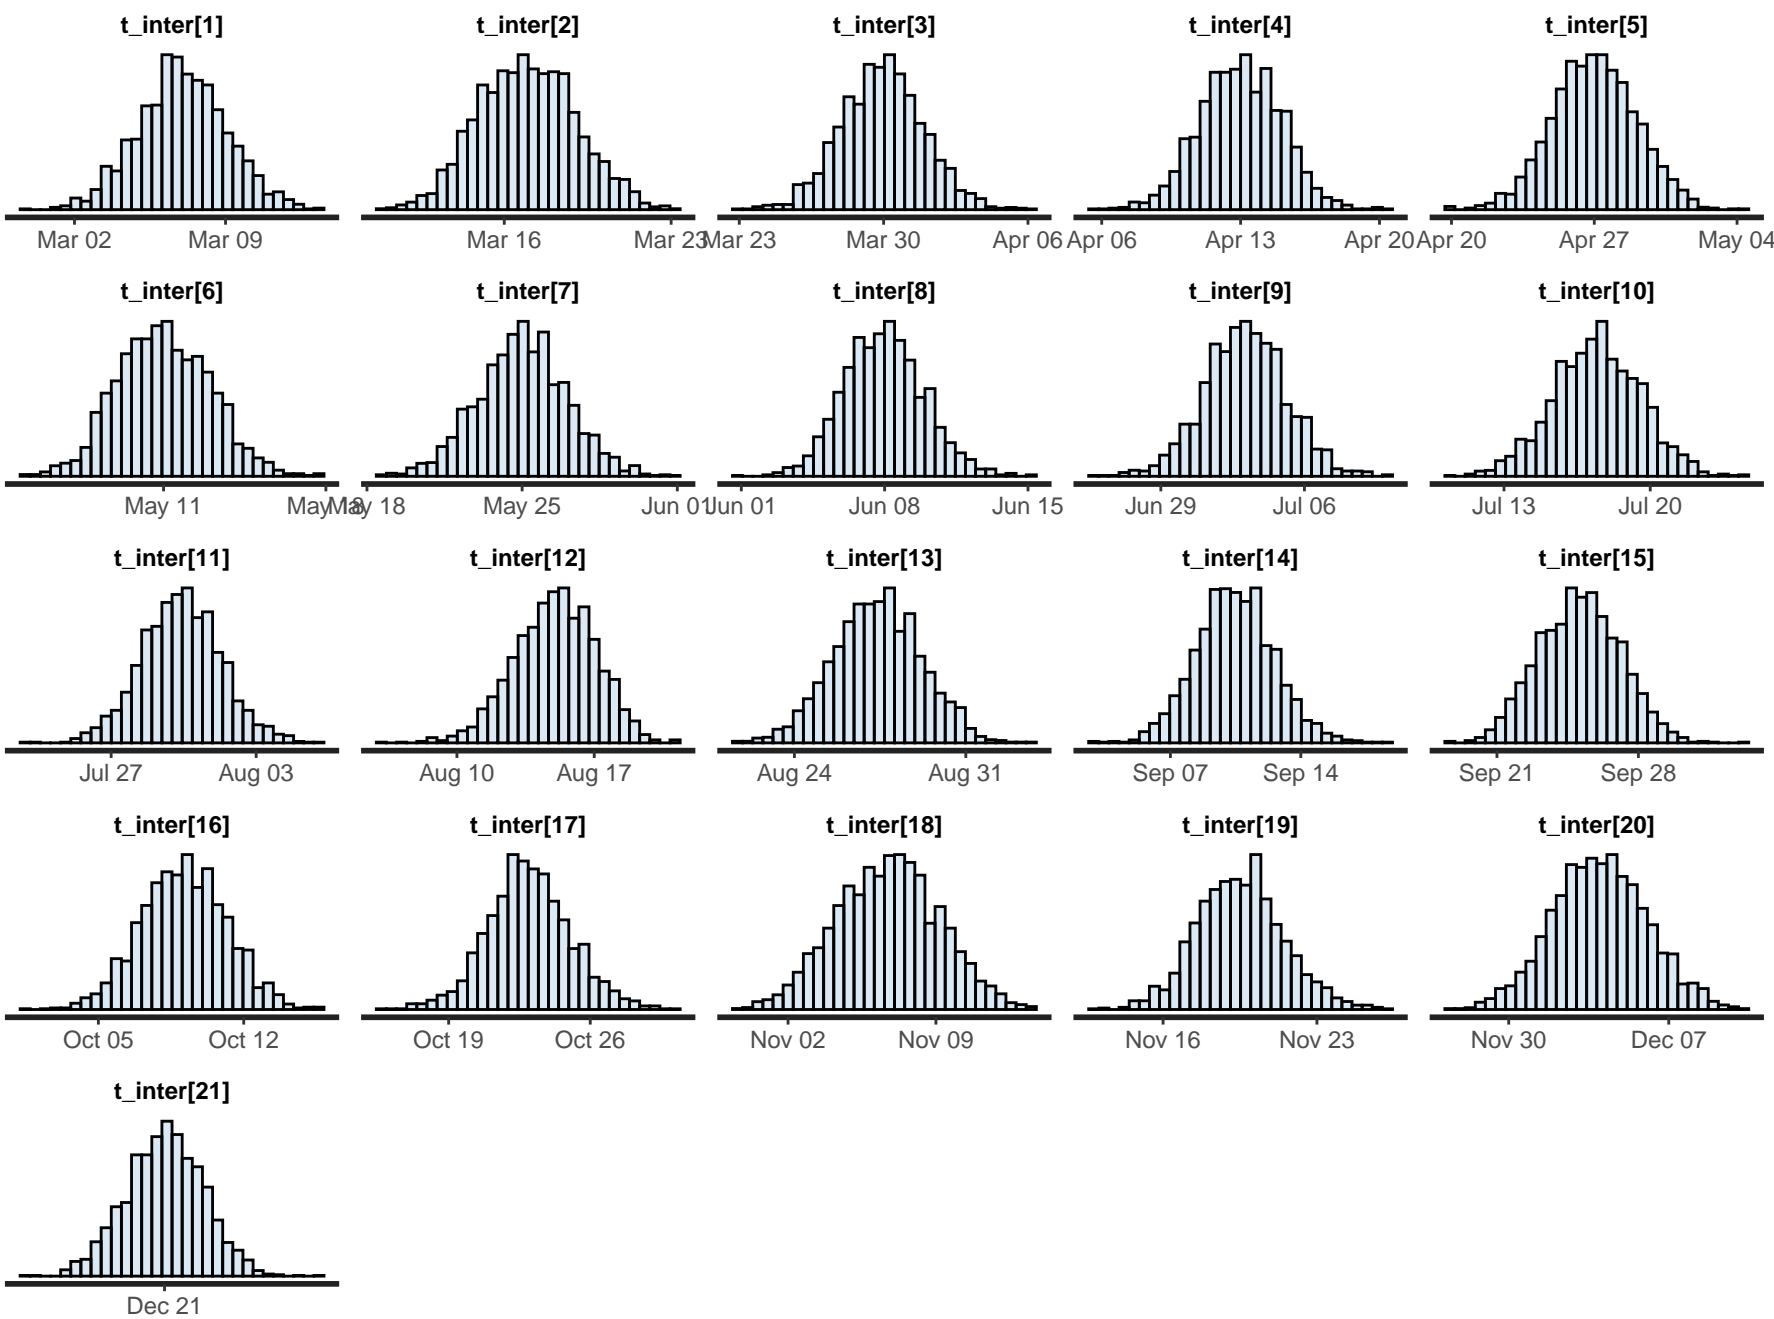 t_inter[1] t_inter[2] t_inter[3] t_inter[4] t_inter[5]
Mar 02 Mar 09 Mar 16 Mar 23 Mar 23 Mar 30 Apr 06 Apr 06 Apr 13 Apr 20 Apr 20 Apr 27 May 04
t_inter[6] t_inter[7] t_inter[8] t_inter[9] t_inter[10]
May 11 May 18 May 18 May 25 Jun 01 Jun 01 Jun 08 Jun 15 Jun 29 Jul 06 Jul 13 Jul 20
t_inter[11] t_inter[12] t_inter[13] t_inter[14] t_inter[15]
Jul 27 Aug 03 Aug 10 Aug 17 Aug 24 Aug 31 Sep 07 Sep 14 Sep 21 Sep 28
t_inter[16] t_inter[17] t_inter[18] t_inter[19] t_inter[20]
Oct 05 Oct 12 Oct 19 Oct 26 Nov 02 Nov 09 Nov 16 Nov 23 Nov 30 Dec 07
t_inter[21]
Dec 21